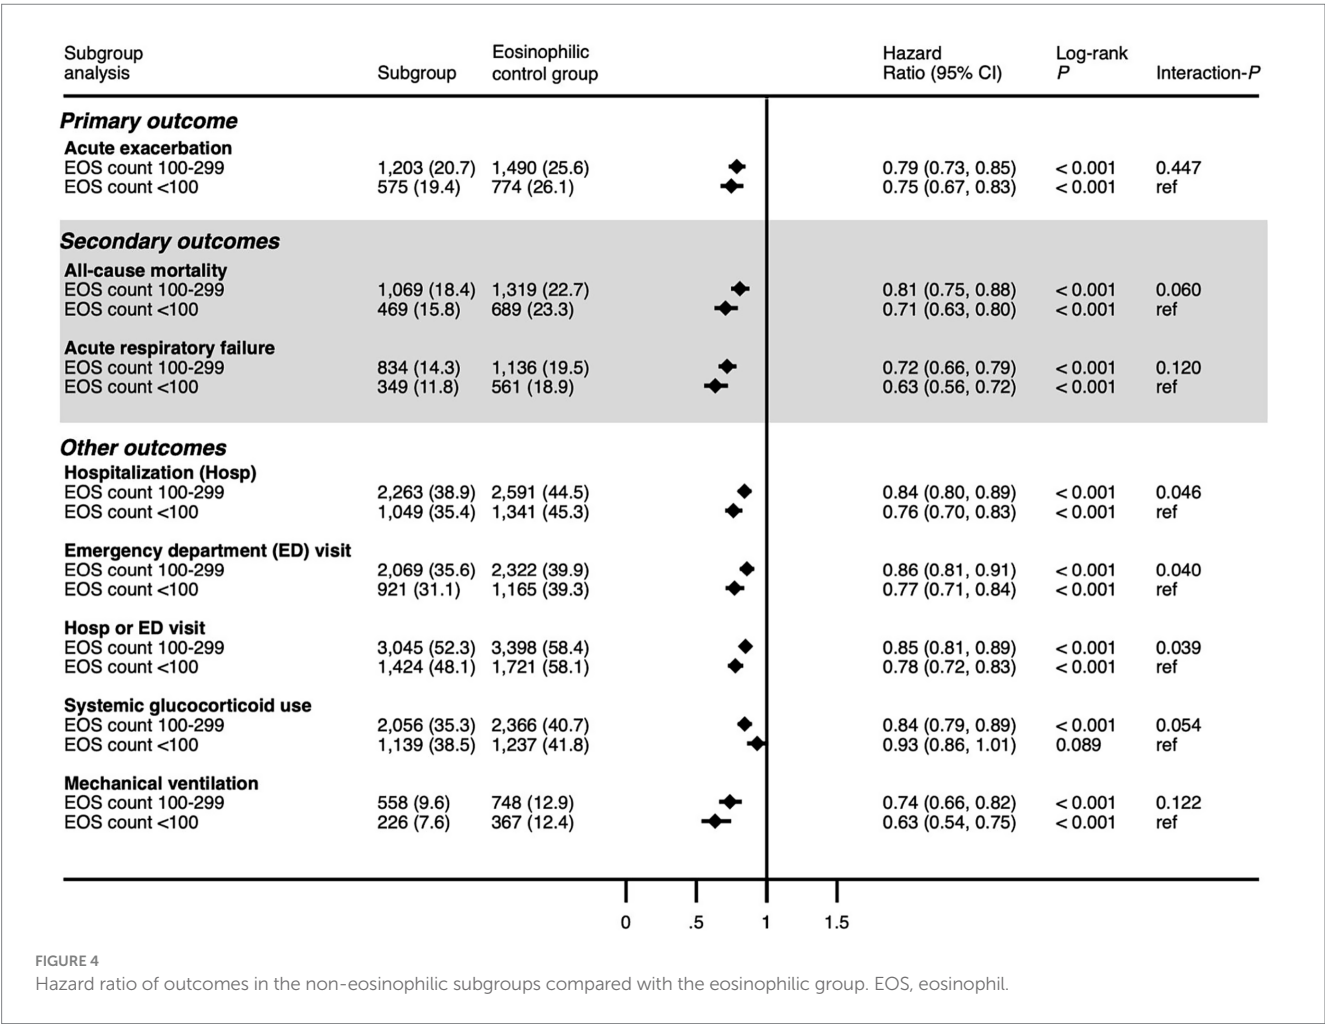 Subgroup analysis Subgroup Eosinophilic control group Hazard Ratio (95% CI) Log-rank P Interaction-P
Primary outcome
Acute exacerbation
EOS count 100-299 1,203 (20.7) 1,490 (25.6) 0.79 (0.73, 0.85) < 0.001 0.447
EOS count <100 575 (19.4) 774 (26.1) 0.75 (0.67, 0.83) < 0.001 ref
Secondary outcomes
All-cause mortality
EOS count 100-299 1,069 (18.4) 1,319 (22.7) 0.81 (0.75, 0.88) < 0.001 0.060
EOS count <100 469 (15.8) 689 (23.3) 0.71 (0.63, 0.80) < 0.001 ref
Acute respiratory failure
EOS count 100-299 834 (14.3) 1,136 (19.5) 0.72 (0.66, 0.79) < 0.001 0.120
EOS count <100 349 (11.8) 561 (18.9) 0.63 (0.56, 0.72) < 0.001 ref
Other outcomes
Hospitalization (Hosp)
EOS count 100-299 2,263 (38.9) 2,591 (44.5) 0.84 (0.80, 0.89) < 0.001 0.046
EOS count <100 1,049 (35.4) 1,341 (45.3) 0.76 (0.70, 0.83) < 0.001 ref
Emergency department (ED) visit
EOS count 100-299 2,069 (35.6) 2,322 (39.9) 0.86 (0.81, 0.91) < 0.001 0.040
EOS count <100 921 (31.1) 1,165 (39.3) 0.77 (0.71, 0.84) < 0.001 ref
Hosp or ED visit
EOS count 100-299 3,045 (52.3) 3,398 (58.4) 0.85 (0.81, 0.89) < 0.001 0.039
EOS count <100 1,424 (48.1) 1,721 (58.1) 0.78 (0.72, 0.83) < 0.001 ref
Systemic glucocorticoid use
EOS count 100-299 2,056 (35.3) 2,366 (40.7) 0.84 (0.79, 0.89) < 0.001 0.054
EOS count <100 1,139 (38.5) 1,237 (41.8) 0.93 (0.86, 1.01) 0.089 ref
Mechanical ventilation
EOS count 100-299 558 (9.6) 748 (12.9) 0.74 (0.66, 0.82) < 0.001 0.122
EOS count <100 226 (7.6) 367 (12.4) 0.63 (0.54, 0.75) < 0.001 ref
0 .5 1 1.5
FIGURE 4
Hazard ratio of outcomes in the non-eosinophilic subgroups compared with the eosinophilic group. EOS, eosinophil.